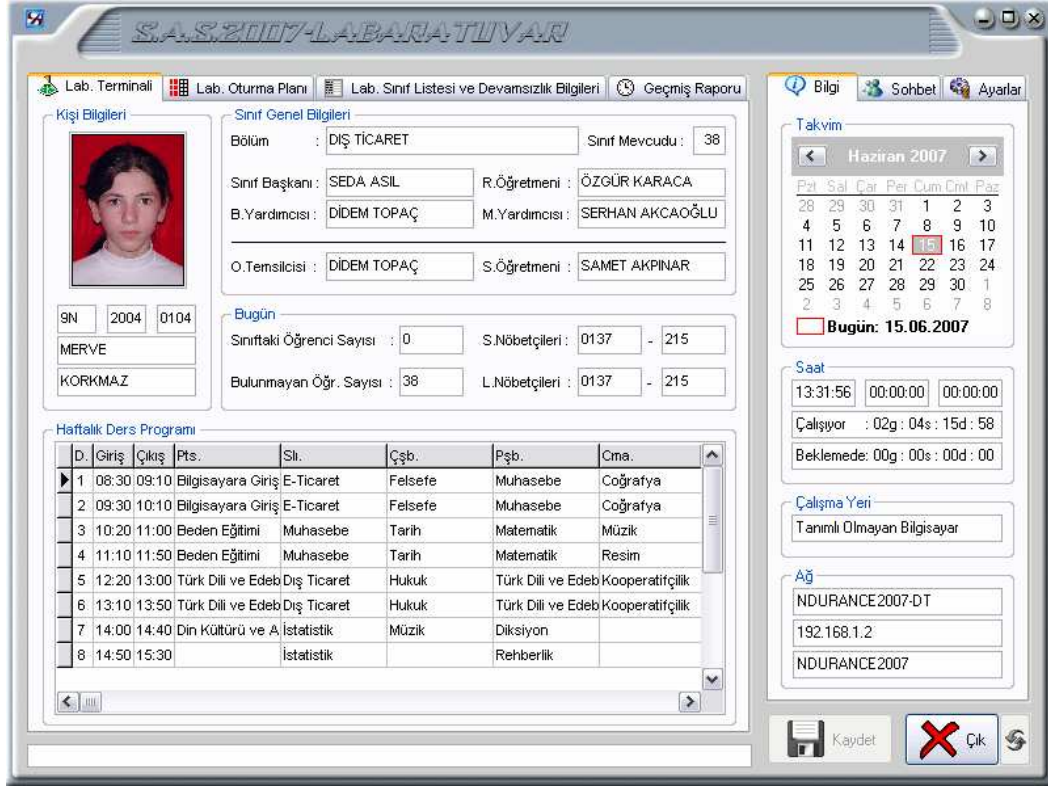 S.A.S.2007-LABARATUVAR
Lab. Terminali
Lab. Oturma Planı
Lab. Sınıf Listesi ve Devamsızlık Bilgileri
Geçmiş Raporu
Bilgi
Sohbet
Ayarlar
Kişi Bilgileri
9N 2004 0104
MERVE
KORKMAZ
Sınıf Genel Bilgileri
Bölüm : DIŞ TİCARET Sınıf Mevcudu : 38
Sınıf Başkanı : SEDA ASIL R.Öğretmeni : ÖZGÜR KARACA
B.Yardımcısı : DİDEM TOPAÇ M.Yardımcısı : SERHAN AKCAOĞLU
O.Temsilcisi : DİDEM TOPAÇ S.Öğretmeni : SAMET AKPINAR
Bugün
Sınıftaki Öğrenci Sayısı : 0 S.Nöbetçileri : 0137 - 215
Bulunmayan Öğr. Sayısı : 38 L.Nöbetçileri : 0137 - 215
Haftalık Ders Programı
D. Giriş Çıkış Pts. Slı. Çşb. Pşb. Cma.
1 08:30 09:10 Bilgisayara Giriş E-Ticaret Felsefe Muhasebe Coğrafya
2 09:30 10:10 Bilgisayara Giriş E-Ticaret Felsefe Muhasebe Coğrafya
3 10:20 11:00 Beden Eğitimi Muhasebe Tarih Matematik Müzik
4 11:10 11:50 Beden Eğitimi Muhasebe Tarih Matematik Resim
5 12:20 13:00 Türk Dili ve Edeb Dış Ticaret Hukuk Türk Dili ve Edeb Kooperatifçilik
6 13:10 13:50 Türk Dili ve Edeb Dış Ticaret Hukuk Türk Dili ve Edeb Kooperatifçilik
7 14:00 14:40 Din Kültürü ve A İstatistik Müzik Diksiyon
8 14:50 15:30 İstatistik Rehberlik
Takvim
Haziran 2007
Pzt Sal Çar Per Cum Cmt Paz
28 29 30 31 1 2 3
4 5 6 7 8 9 10
11 12 13 14 15 16 17
18 19 20 21 22 23 24
25 26 27 28 29 30 1
2 3 4 5 6 7 8
Bugün: 15.06.2007
Saat
13:31:56 00:00:00 00:00:00
Çalışıyor : 02g : 04s : 15d : 58
Beklemede: 00g : 00s : 00d : 00
Çalışma Yeri
Tanımlı Olmayan Bilgisayar
Ağ
NDURANCE2007-DT
192.168.1.2
NDURANCE2007
Kaydet
Çık